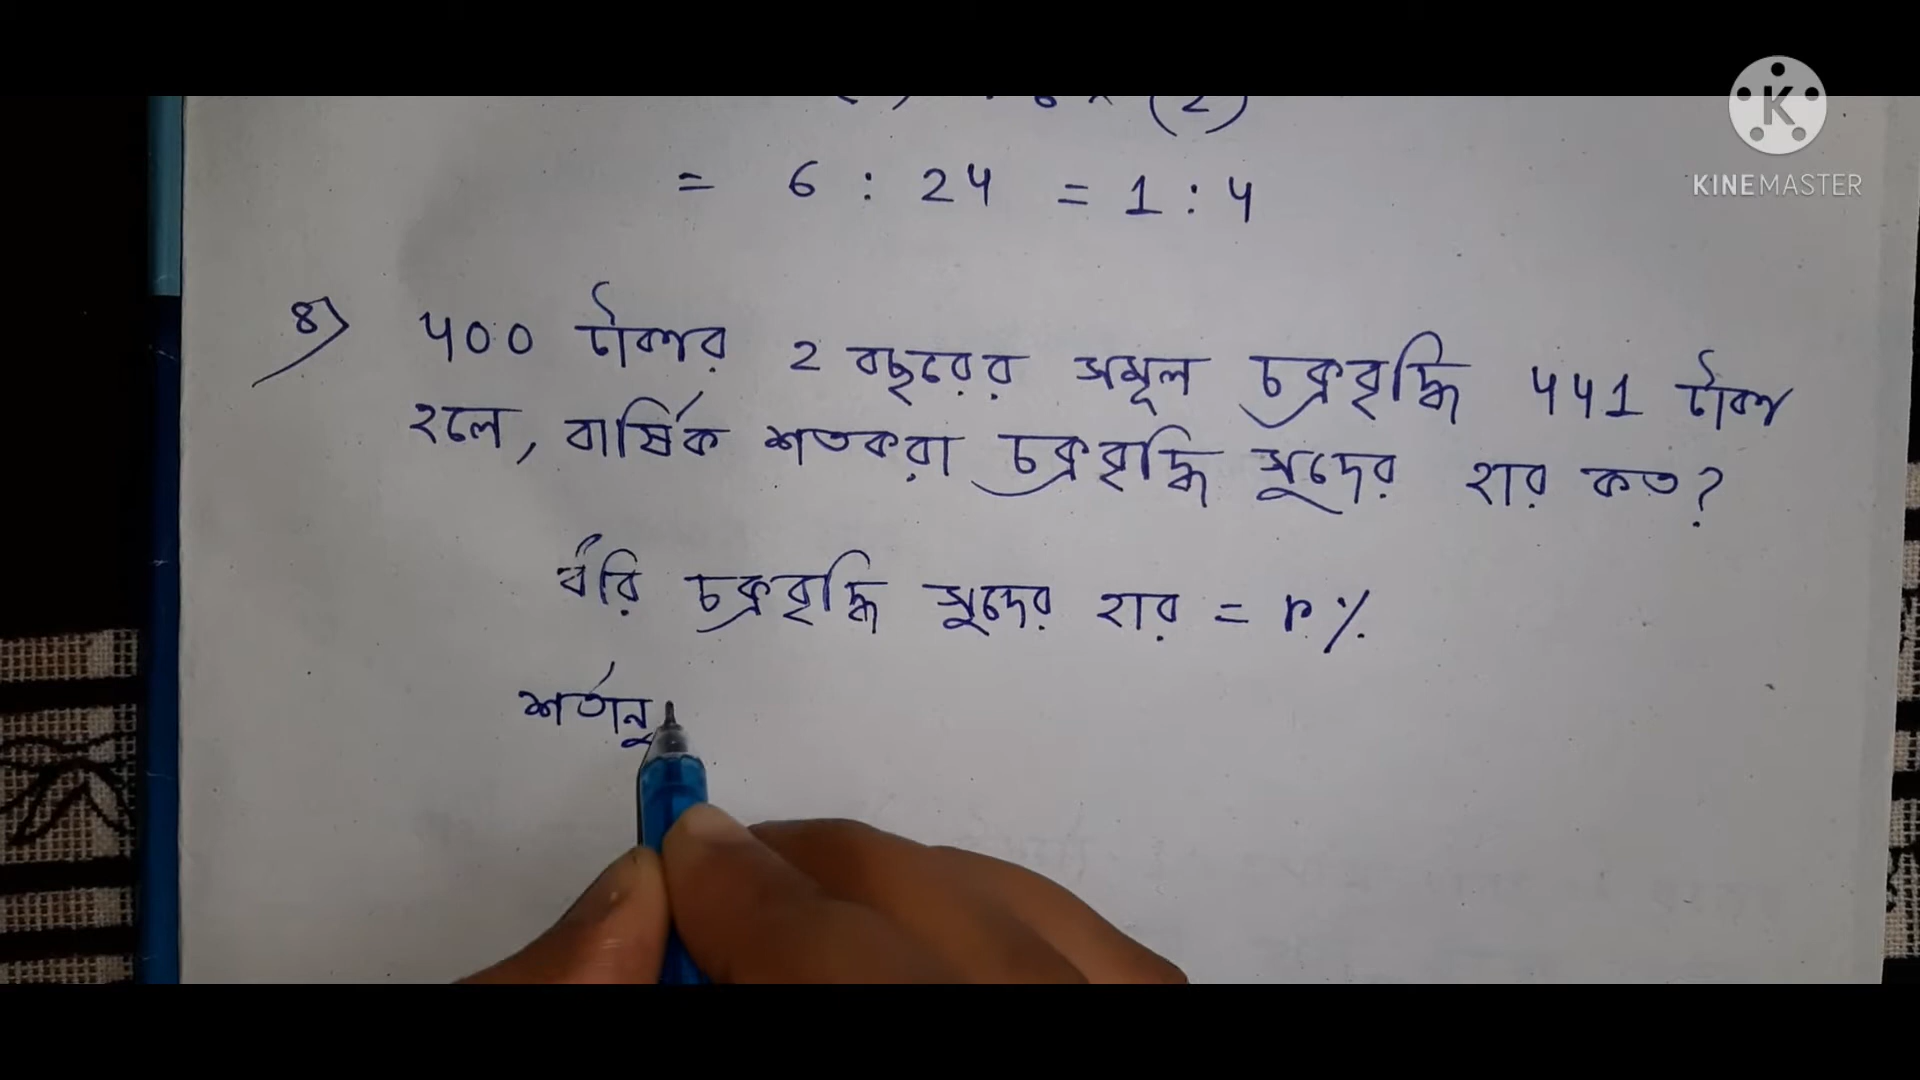 (2)
= 6 : 24 = 1 : 4
8) 400 টাকার 2 বছরের সমূল চক্রবৃদ্ধি 441 টাকা
হলে, বার্ষিক শতকরা চক্রবৃদ্ধি সুদের হার কত?
ধরি চক্রবৃদ্ধি সুদের হার = r %
শর্তানু
K
KINEMASTER